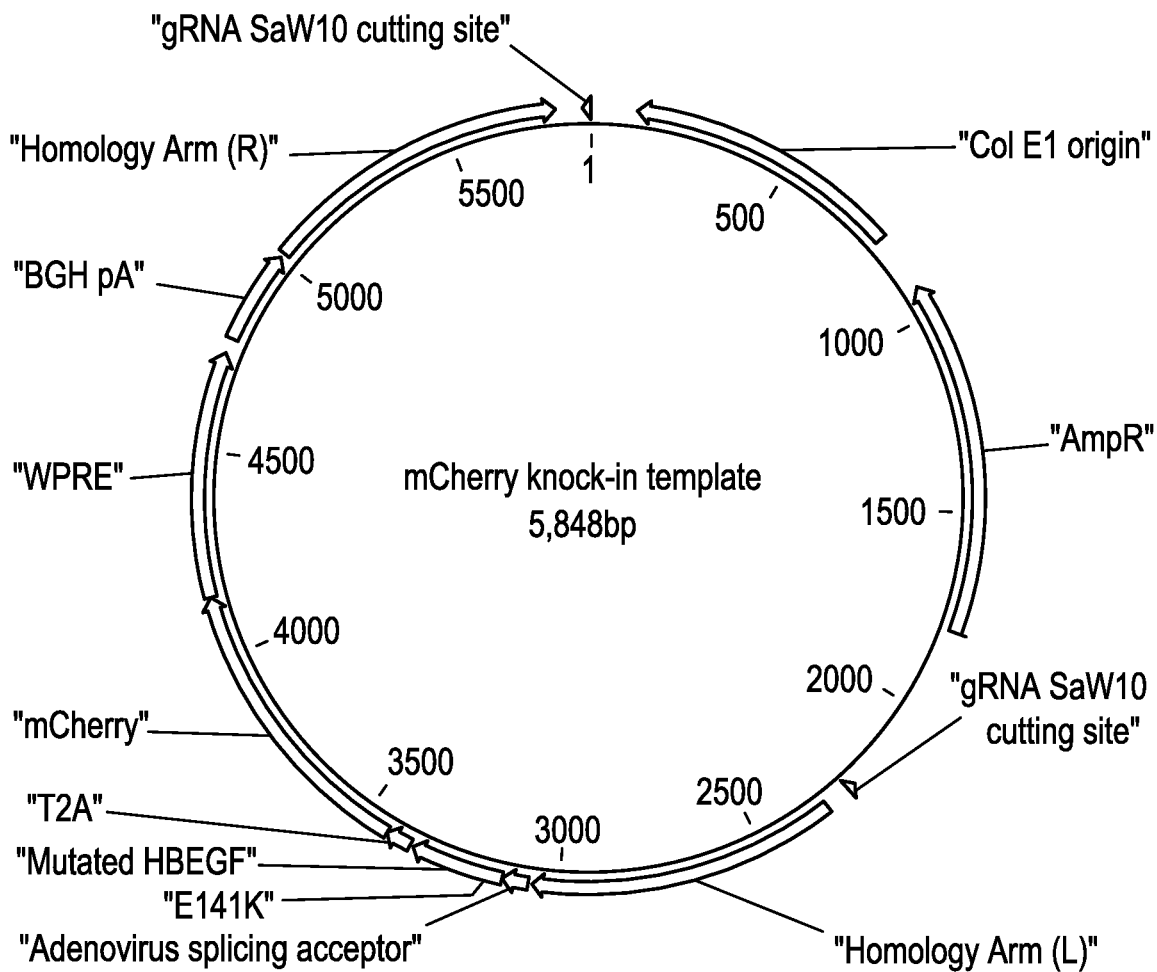 "gRNA SaW10 cutting site"
"Homology Arm (R)"
"Col E1 origin"
1
5500
500
"BGH pA"
5000
1000
"AmpR"
"WPRE"
4500
mCherry knock-in template
5,848bp
1500
4000
2000
"gRNA SaW10
cutting site"
"mCherry"
3500
2500
"T2A"
3000
"Mutated HBEGF"
"E141K"
"Adenovirus splicing acceptor"
"Homology Arm (L)"